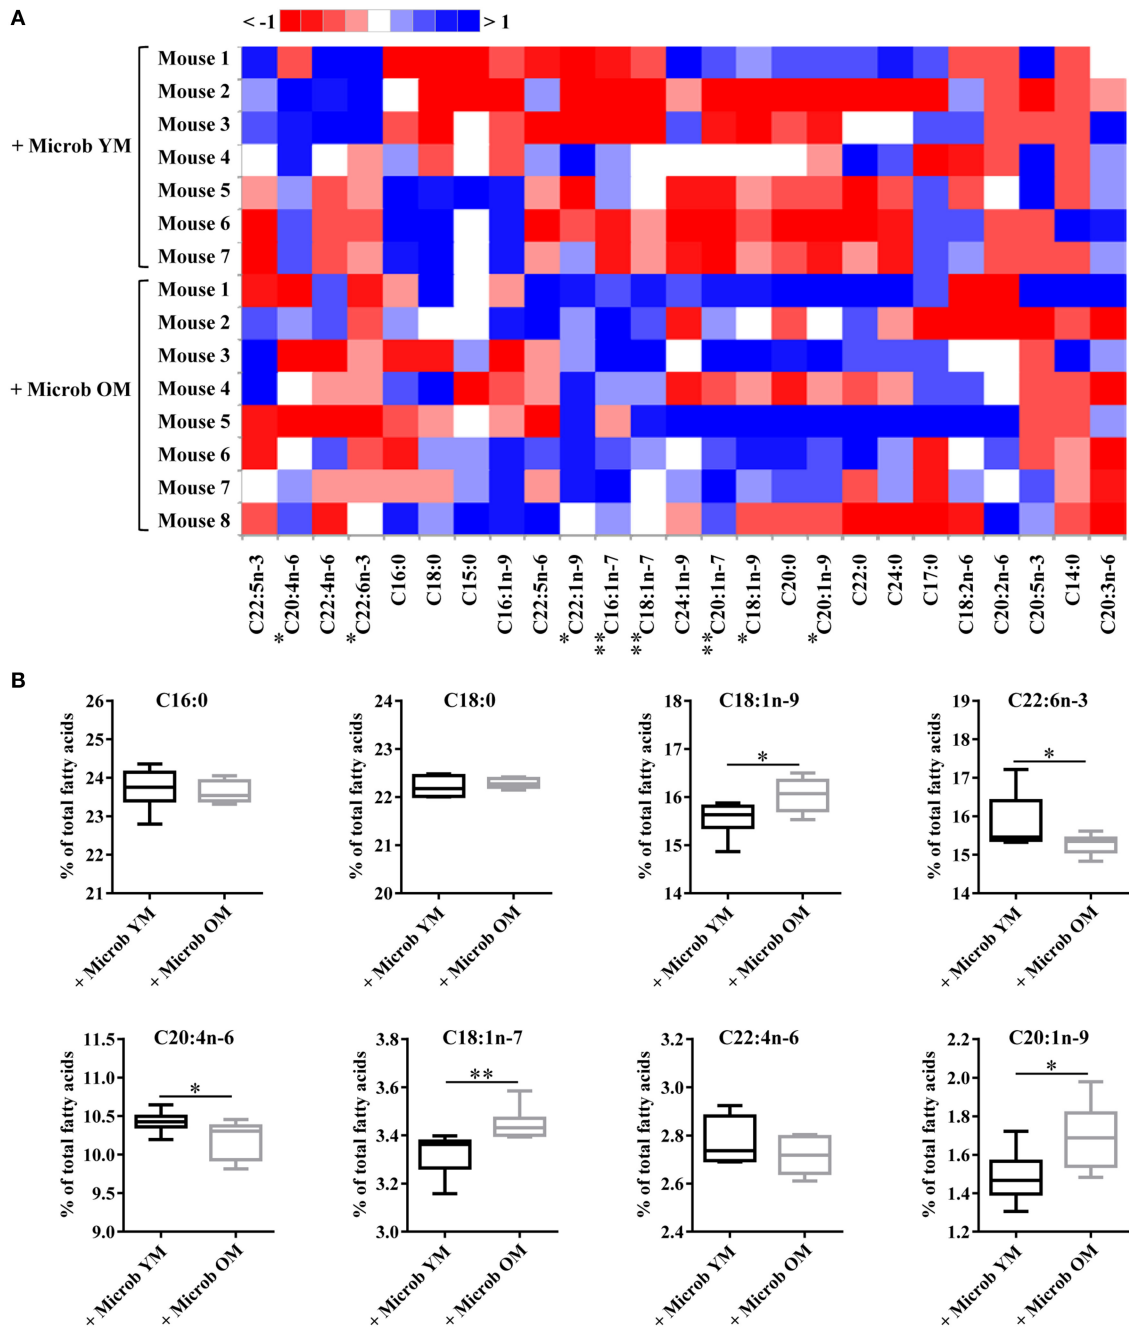 A
< -1 > 1
+ Microb YM
Mouse 1
Mouse 2
Mouse 3
Mouse 4
Mouse 5
Mouse 6
Mouse 7
+ Microb OM
Mouse 1
Mouse 2
Mouse 3
Mouse 4
Mouse 5
Mouse 6
Mouse 7
Mouse 8
C22:5n-3
*C20:4n-6
C22:4n-6
*C22:6n-3
C16:0
C18:0
C15:0
C16:1n-9
C22:5n-6
*C22:1n-9
**C16:1n-7
**C18:1n-7
C24:1n-9
**C20:1n-7
*C18:1n-9
C20:0
*C20:1n-9
C22:0
C24:0
C17:0
C18:2n-6
C20:2n-6
C20:5n-3
C14:0
C20:3n-6
B
C16:0
% of total fatty acids
26
25
24
23
22
21
+ Microb YM
+ Microb OM
C18:0
% of total fatty acids
24
23
22
21
20
+ Microb YM
+ Microb OM
C18:1n-9
% of total fatty acids
18
17
16
15
14
*
+ Microb YM
+ Microb OM
C22:6n-3
% of total fatty acids
19
18
17
16
15
14
*
+ Microb YM
+ Microb OM
C20:4n-6
% of total fatty acids
11.5
11.0
10.5
10.0
9.5
9.0
*
+ Microb YM
+ Microb OM
C18:1n-7
% of total fatty acids
3.8
3.6
3.4
3.2
3.0
**
+ Microb YM
+ Microb OM
C22:4n-6
% of total fatty acids
3.2
3.0
2.8
2.6
2.4
+ Microb YM
+ Microb OM
C20:1n-9
% of total fatty acids
2.2
2.0
1.8
1.6
1.4
1.2
*
+ Microb YM
+ Microb OM